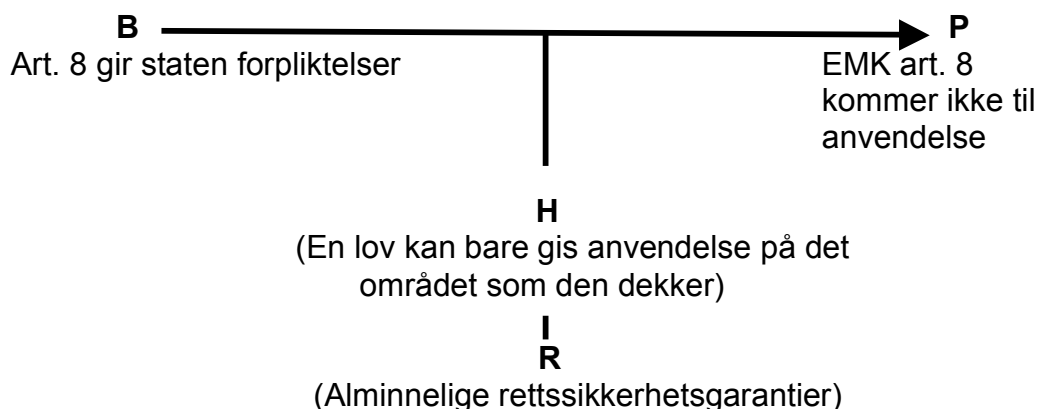 B P
Art. 8 gir staten forpliktelser
EMK art. 8
kommer ikke til
anvendelse
H
(En lov kan bare gis anvendelse på det
området som den dekker)
I
R
(Alminnelige rettssikkerhetsgarantier)